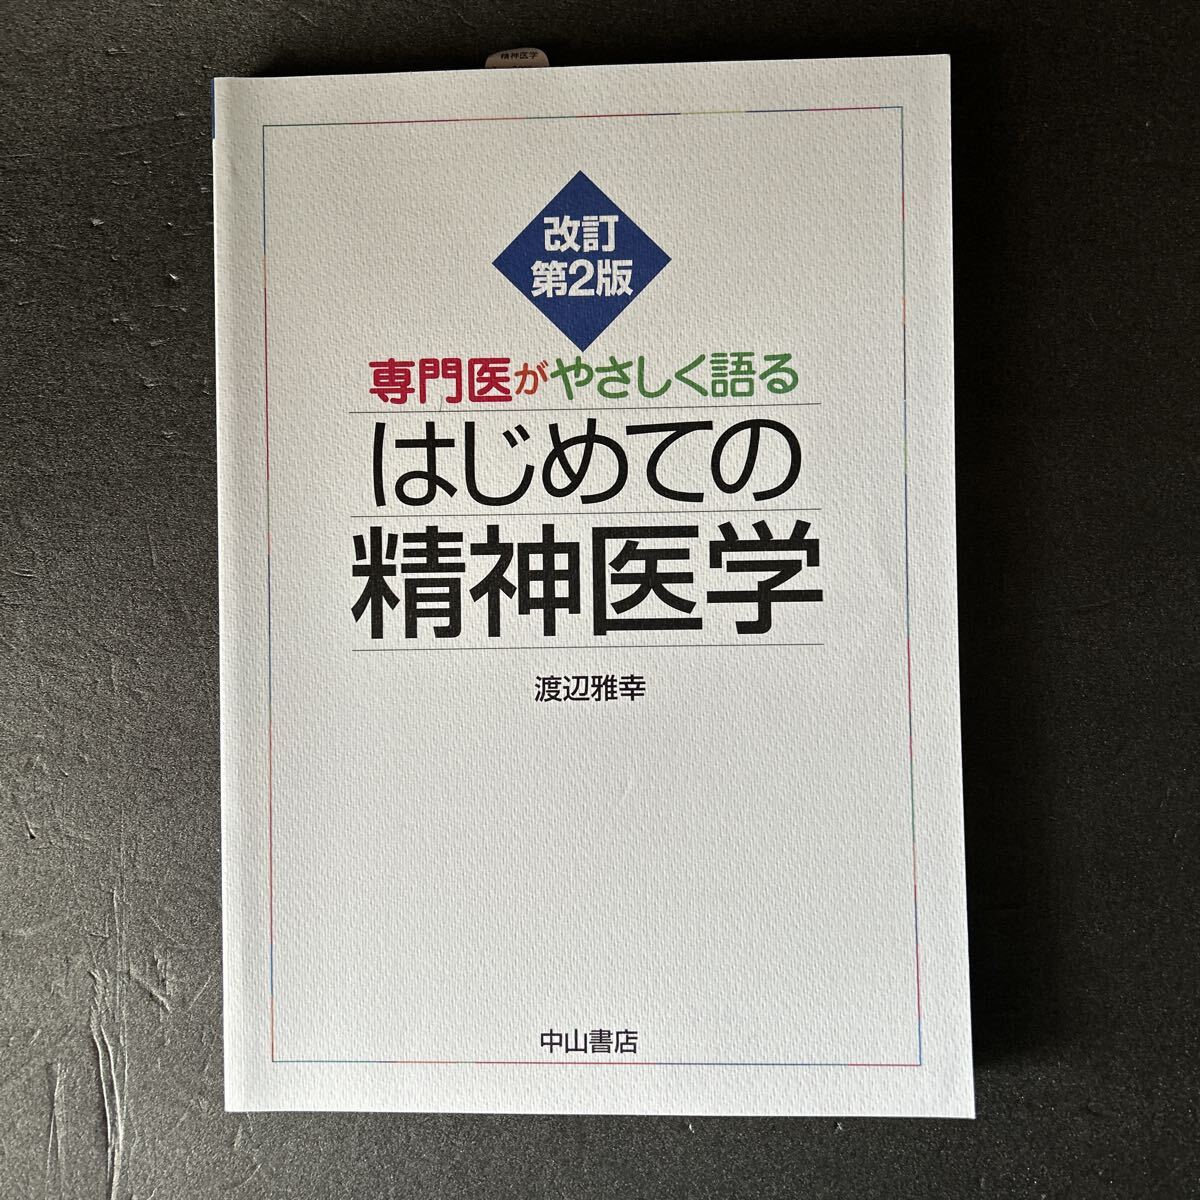 精神医学
改訂
第2版
専門医がやさしく語る
はじめての
精神医学
渡辺雅幸
中山書店